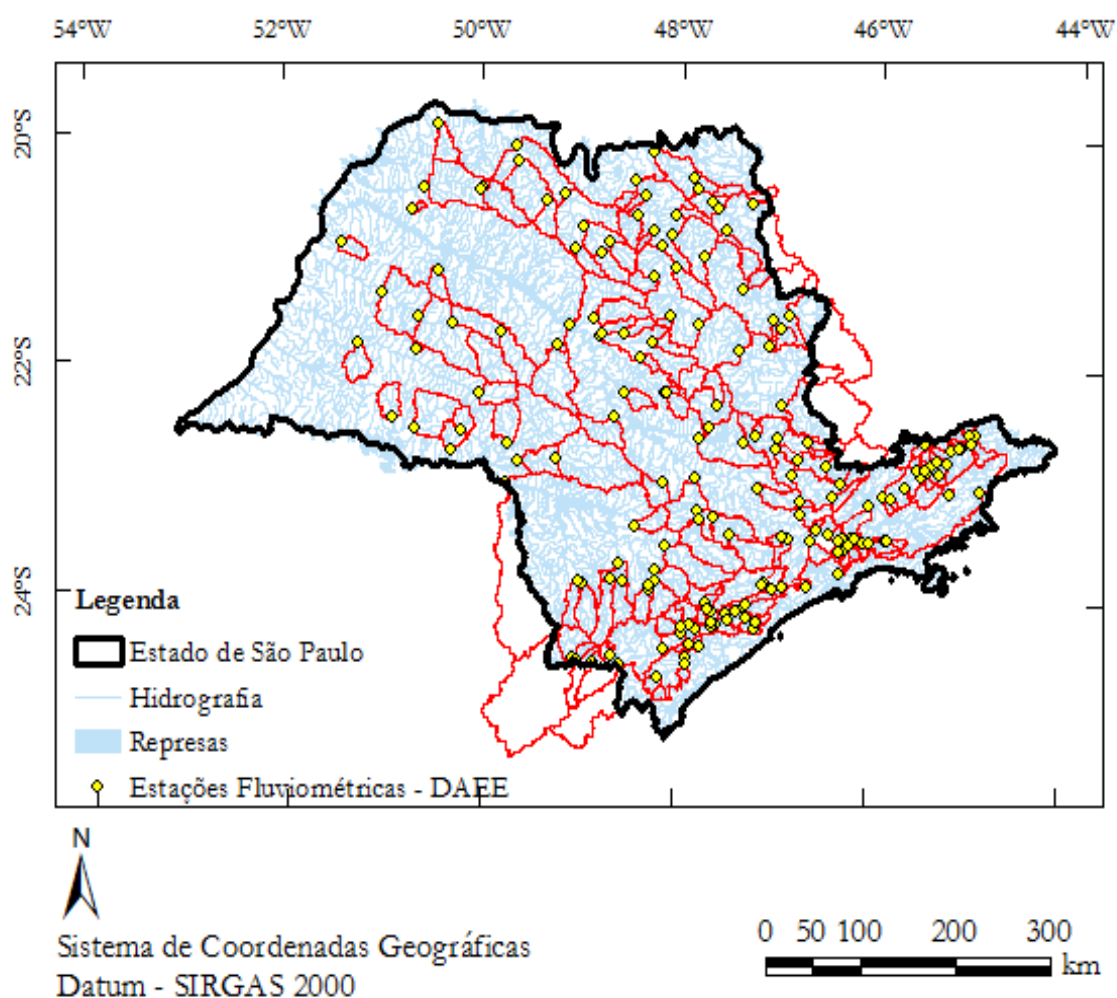 54°W 52°W 50°W 48°W 46°W 44°W
20°S
22°S
24°S
Legenda
Estado de São Paulo
Hidrografia
Represas
Estações Fluviométricas - DAEE
N
Sistema de Coordenadas Geográficas
Datum - SIRGAS 2000
0 50 100 200 300
km